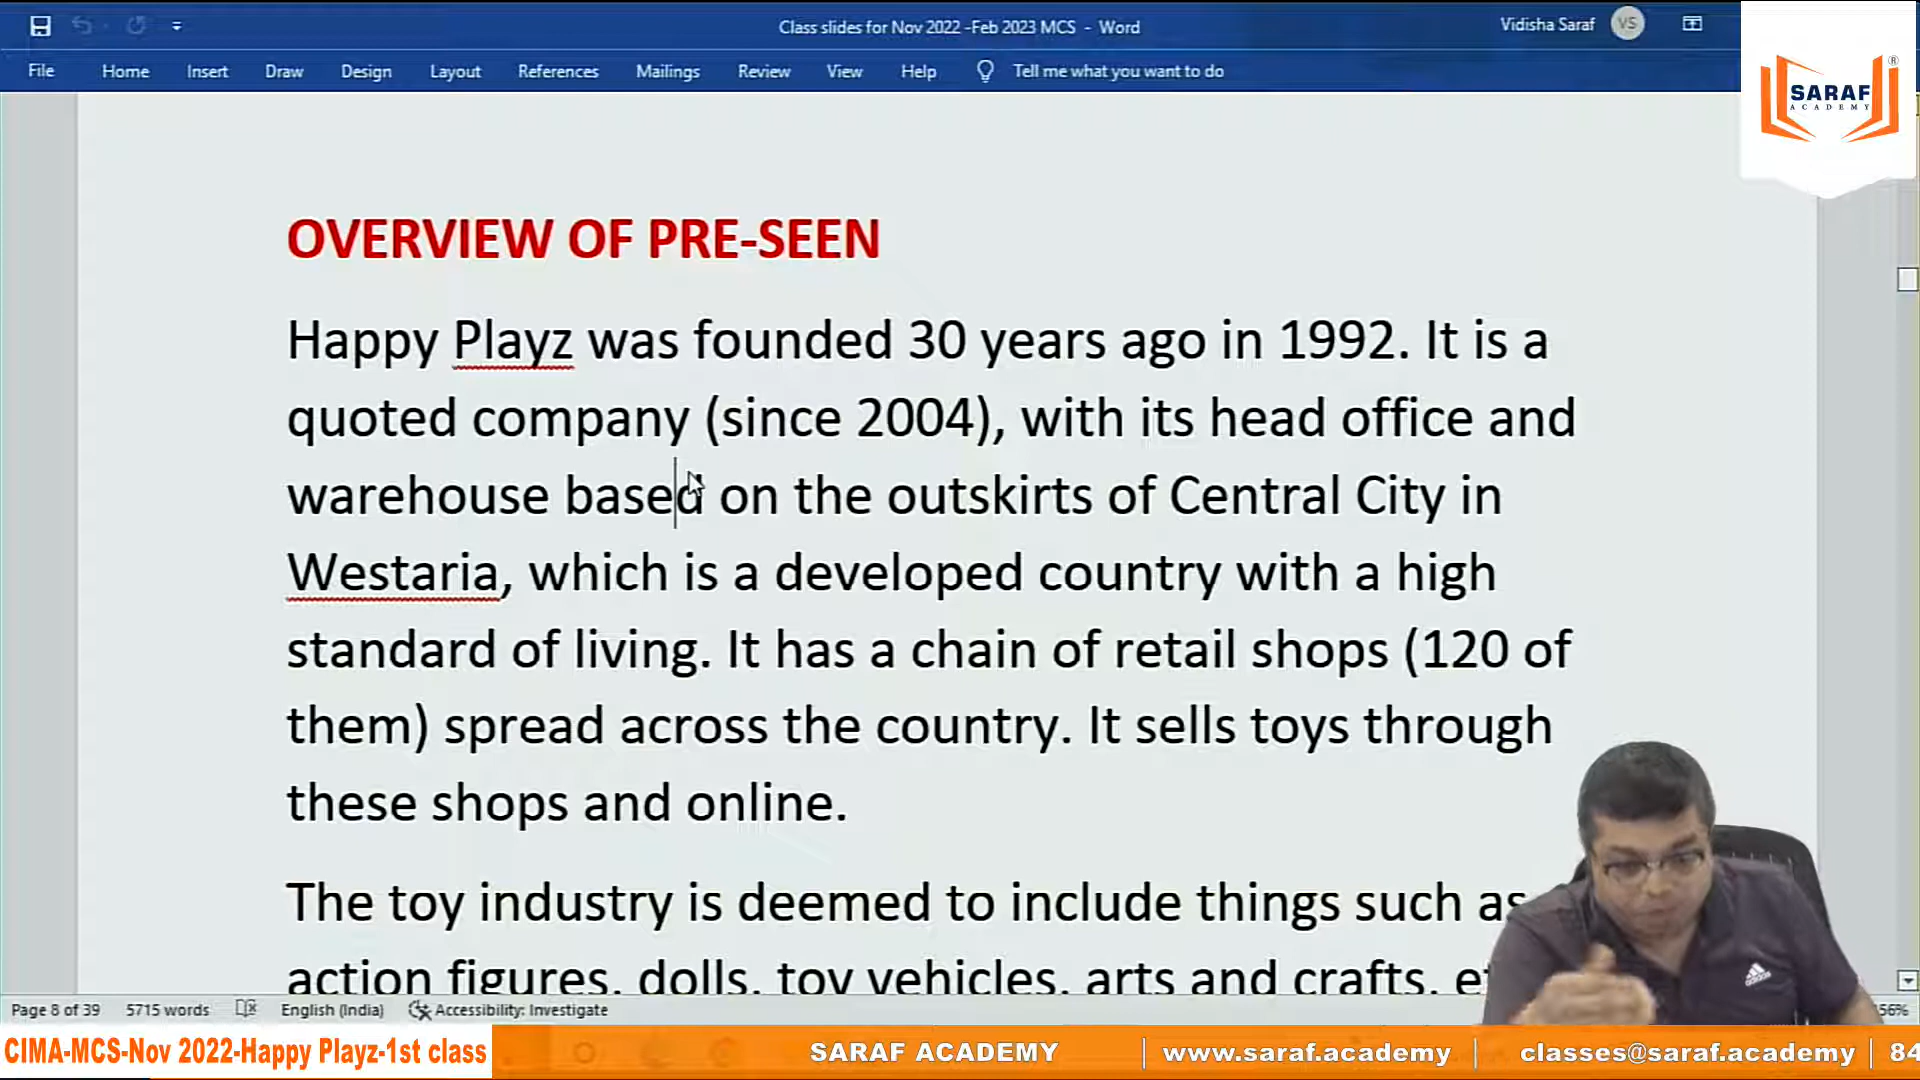 Class slides for Nov 2022 -Feb 2023 MCS - Word
Vidisha Saraf
VS
File Home Insert Draw Design Layout References Mailings Review View Help Tell me what you want to do
SARAF
ACADEMY
®
OVERVIEW OF PRE-SEEN
Happy Playz was founded 30 years ago in 1992. It is a
quoted company (since 2004), with its head office and
warehouse based on the outskirts of Central City in
Westaria, which is a developed country with a high
standard of living. It has a chain of retail shops (120 of
them) spread across the country. It sells toys through
these shops and online.
The toy industry is deemed to include things such as
action figures, dolls, toy vehicles, arts and crafts,
Page 8 of 39 5715 words English (India) Accessibility: Investigate 56%
CIMA-MCS-Nov 2022-Happy Playz-1st class
SARAF ACADEMY | www.saraf.academy | classes@saraf.academy | 84